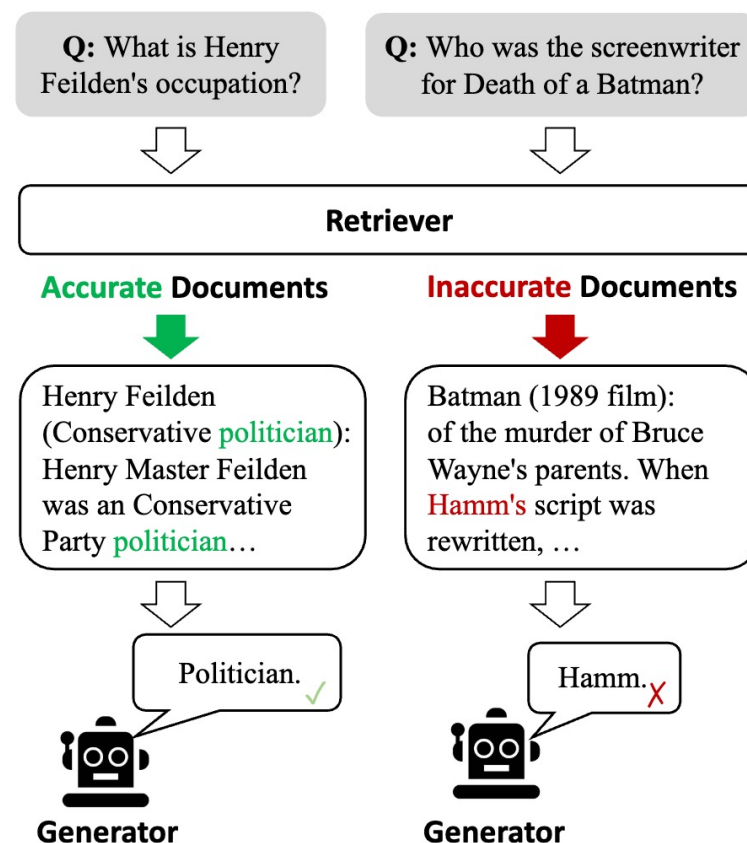 Q: What is Henry
Feilden's occupation?
Q: Who was the screenwriter
for Death of a Batman?
Retriever
Accurate Documents
Inaccurate Documents
Henry Feilden
(Conservative politician):
Henry Master Feilden
was an Conservative
Party politician…
Batman (1989 film):
of the murder of Bruce
Wayne's parents. When
Hamm's script was
rewritten, …
Politician.
Hamm.
Generator
Generator